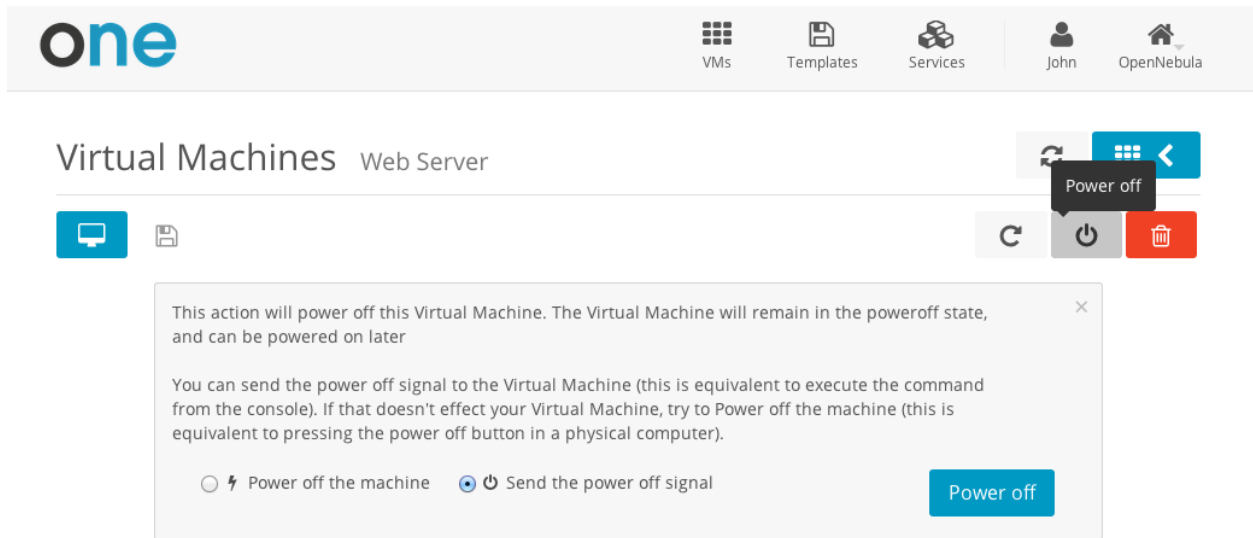 one
VMs
Templates
Services
John
OpenNebula
Virtual Machines Web Server
Power off
This action will power off this Virtual Machine. The Virtual Machine will remain in the poweroff state,
and can be powered on later
You can send the power off signal to the Virtual Machine (this is equivalent to execute the command
from the console). If that doesn't effect your Virtual Machine, try to Power off the machine (this is
equivalent to pressing the power off button in a physical computer).
Power off the machine
Send the power off signal
Power off